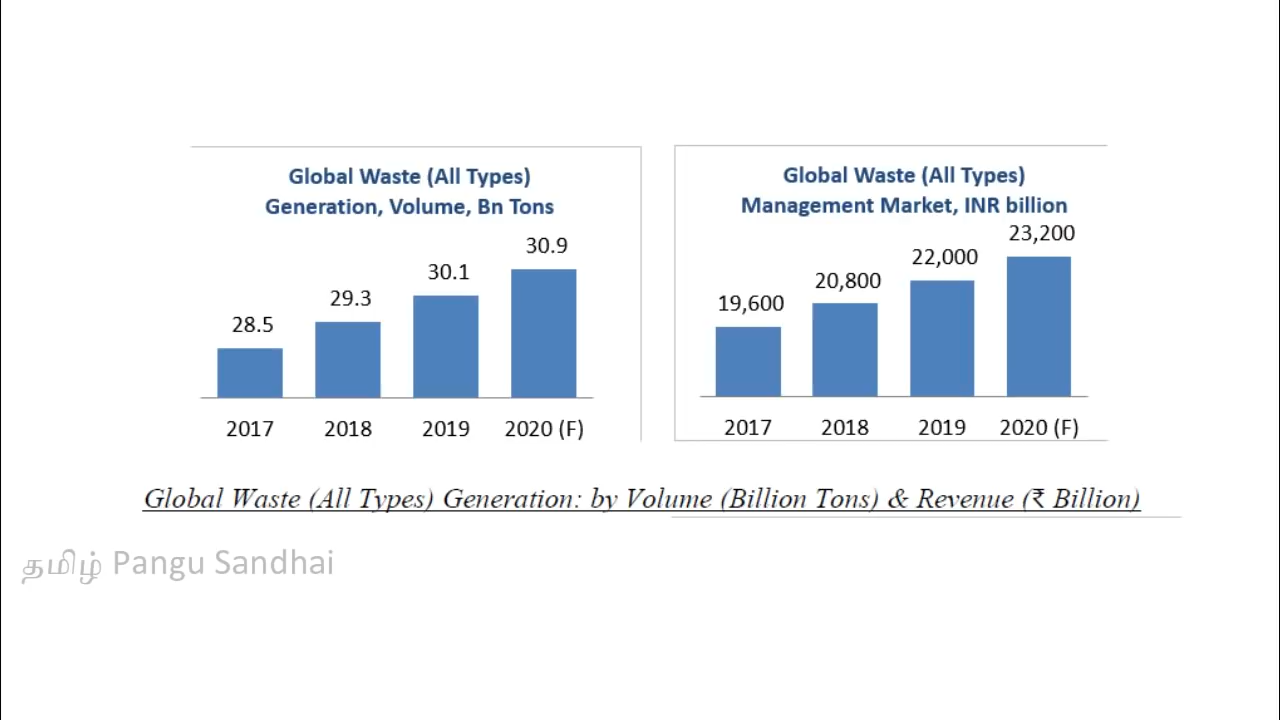 Global Waste (All Types)
Generation, Volume, Bn Tons
30.9
30.1
29.3
28.5
2017 2018 2019 2020 (F)
Global Waste (All Types)
Management Market, INR billion
23,200
22,000
20,800
19,600
2017 2018 2019 2020 (F)
Global Waste (All Types) Generation: by Volume (Billion Tons) & Revenue (₹ Billion)
தமிழ் Pangu Sandhai